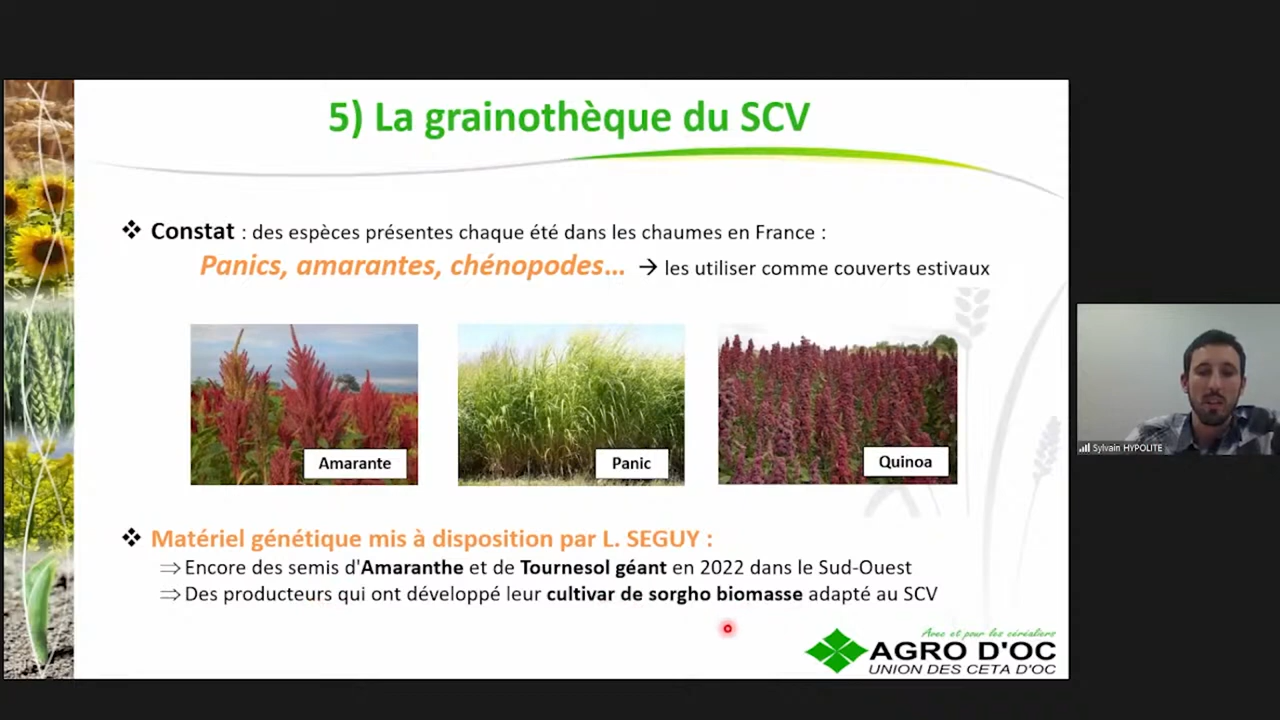 5) La grainothèque du SCV
❖ Constat : des espèces présentes chaque été dans les chaumes en France :
Panics, amarantes, chénopodes… → les utiliser comme couverts estivaux
Amarante
Panic
Quinoa
Sylvain HYPOLITE
❖ Matériel génétique mis à disposition par L. SEGUY :
⇒ Encore des semis d'Amaranthe et de Tournesol géant en 2022 dans le Sud-Ouest
⇒ Des producteurs qui ont développé leur cultivar de sorgho biomasse adapté au SCV
Avec et pour les céréaliers
AGRO D'OC
UNION DES CETA D'OC